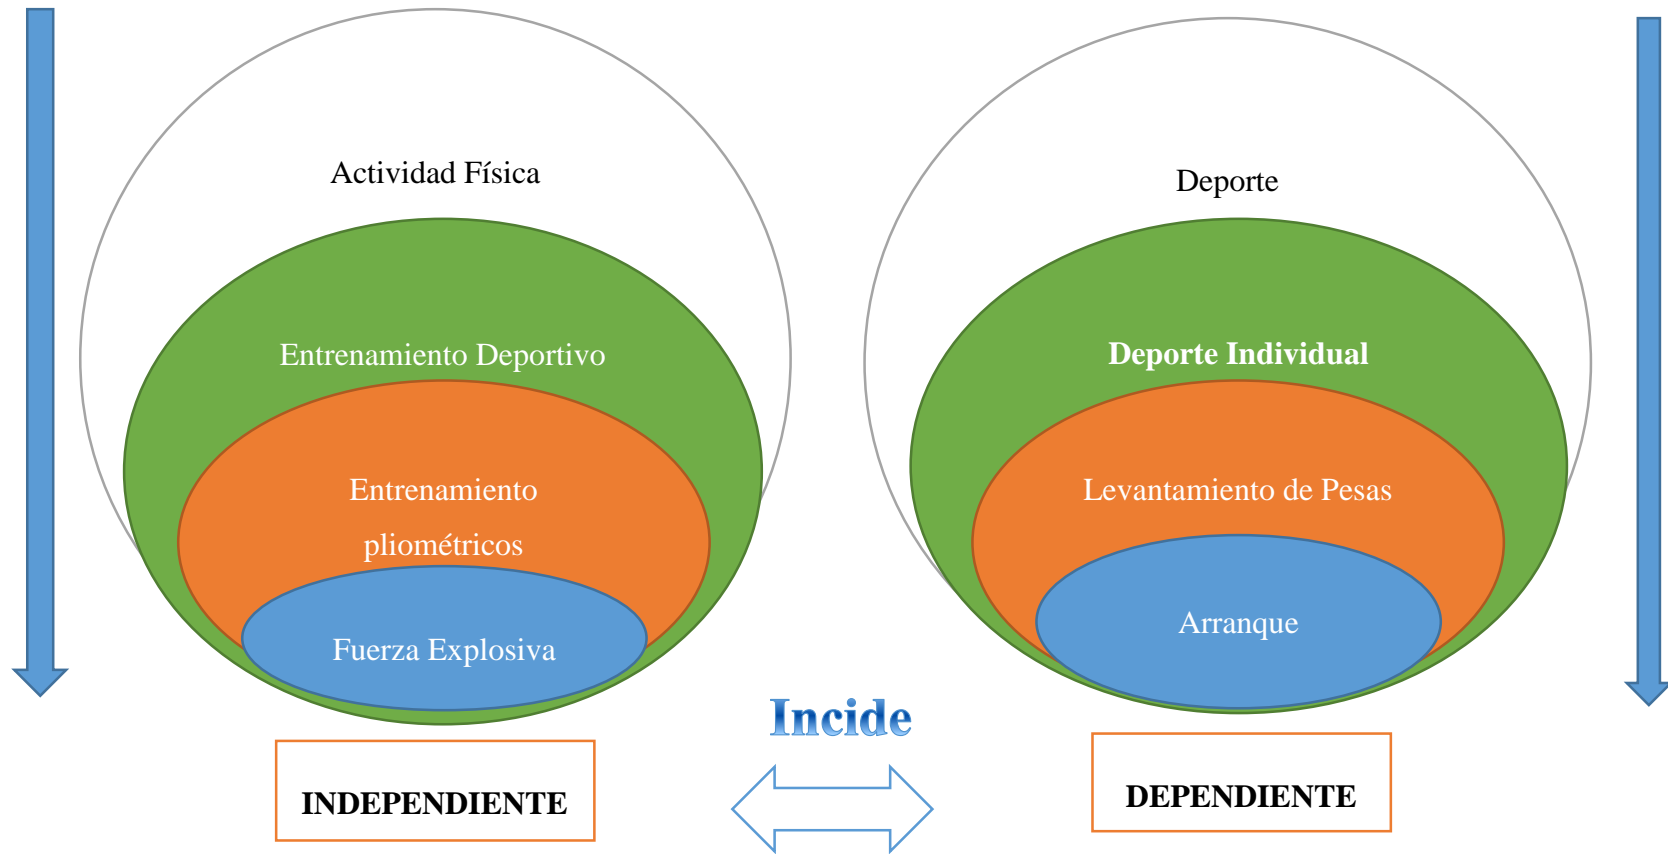 Actividad Física
Entrenamiento Deportivo
Entrenamiento
pliométricos
Fuerza Explosiva
INDEPENDIENTE
Incide
Deporte
Deporte Individual
Levantamiento de Pesas
Arranque
DEPENDIENTE